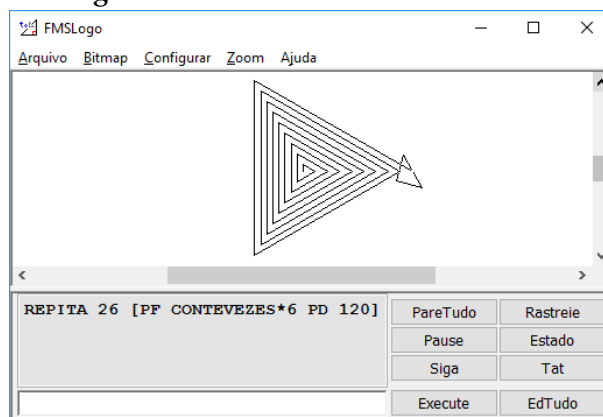 FMSLogo
Arquivo Bitmap Configurar Zoom Ajuda
REPITA 26 [PF CONTEVEZES*6 PD 120]
PareTudo Rastreie
Pause Estado
Siga Tat
Execute EdTudo